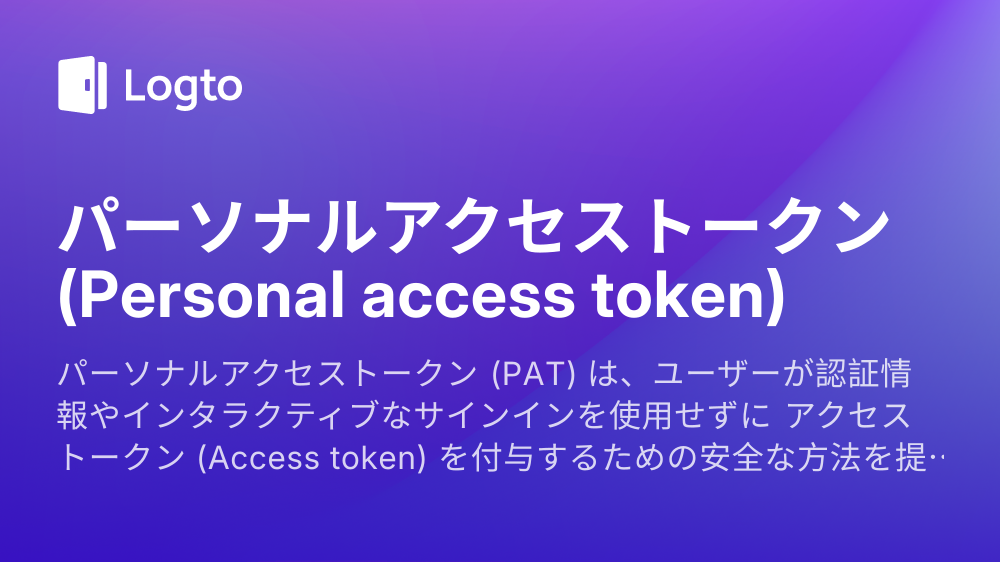 Logto
パーソナルアクセストークン
(Personal access token)
パーソナルアクセストークン (PAT) は、ユーザーが認証情
報やインタラクティブなサインインを使用せずに アクセス
トークン (Access token) を付与するための安全な方法を提…